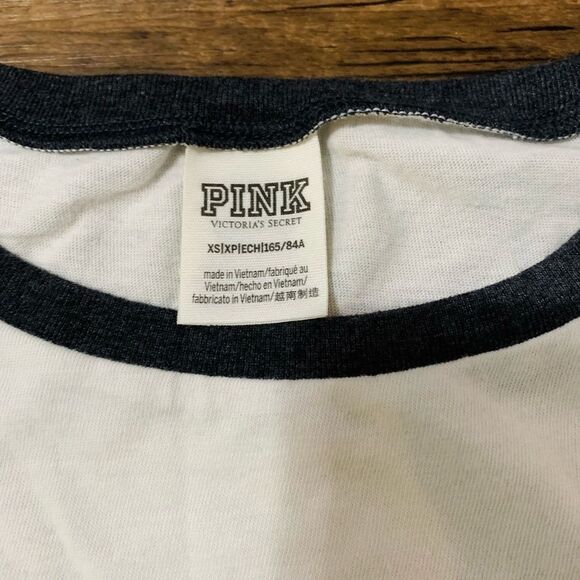 PINK
VICTORIA'S SECRET
XS|XP|ECH|165/84A
made in Vietnam/fabriqué au
Vietnam/hecho en Vietnam/
fabbricato in Vietnam/越南制造